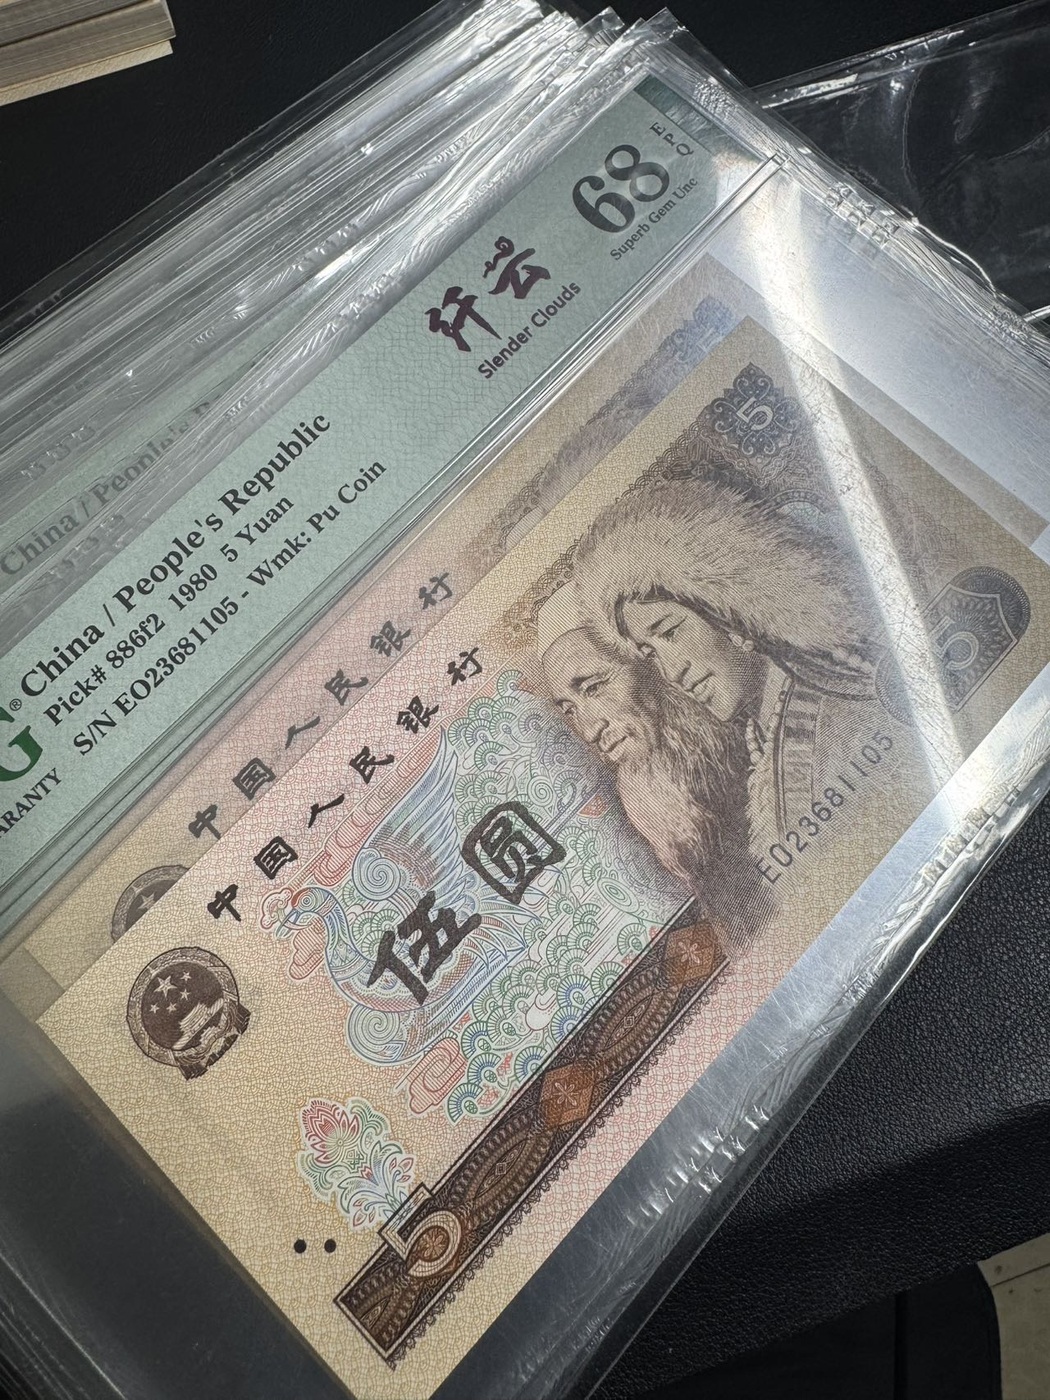 68 EPQ
Superb Gem Unc
纤云
Slender Clouds
China / People's Republic
Pick# 886f2 1980 5 Yuan
S/N EO23681105 - Wmk: Pu Coin
G®
China / People's
中国人民银行
中国人民银行
伍圆
5
5
EO23681105
5